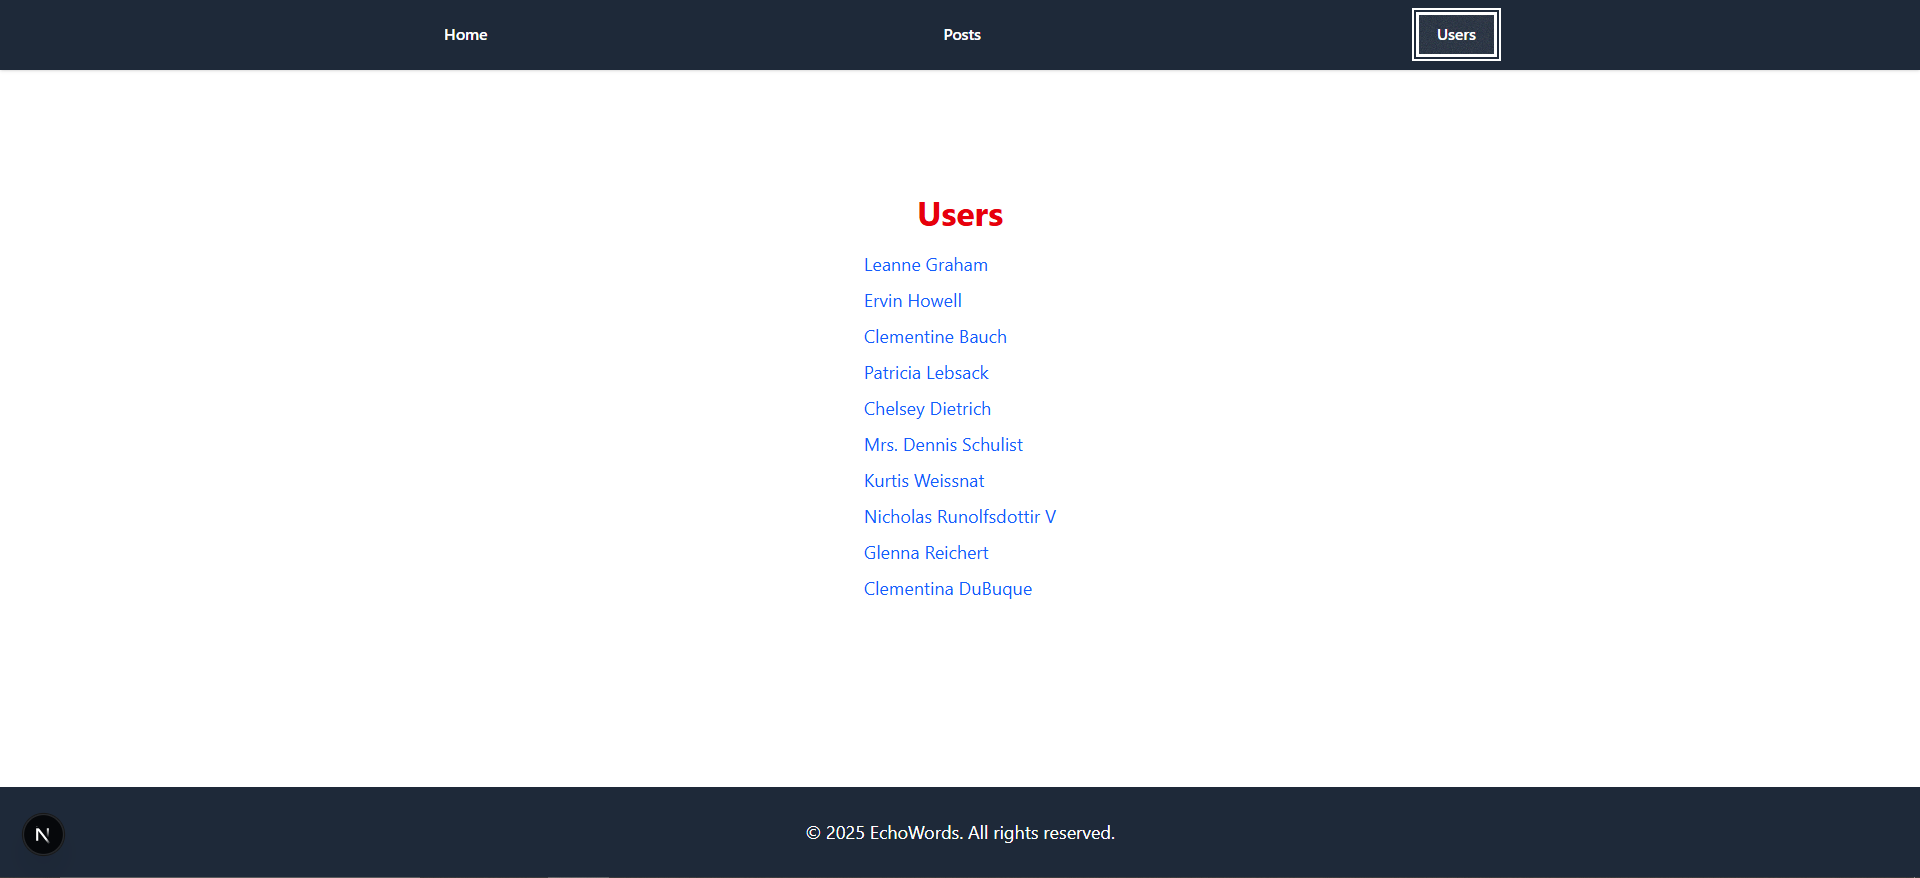 Home Posts Users
Users
Leanne Graham
Ervin Howell
Clementine Bauch
Patricia Lebsack
Chelsey Dietrich
Mrs. Dennis Schulist
Kurtis Weissnat
Nicholas Runolfsdottir V
Glenna Reichert
Clementina DuBuque
© 2025 EchoWords. All rights reserved.
N